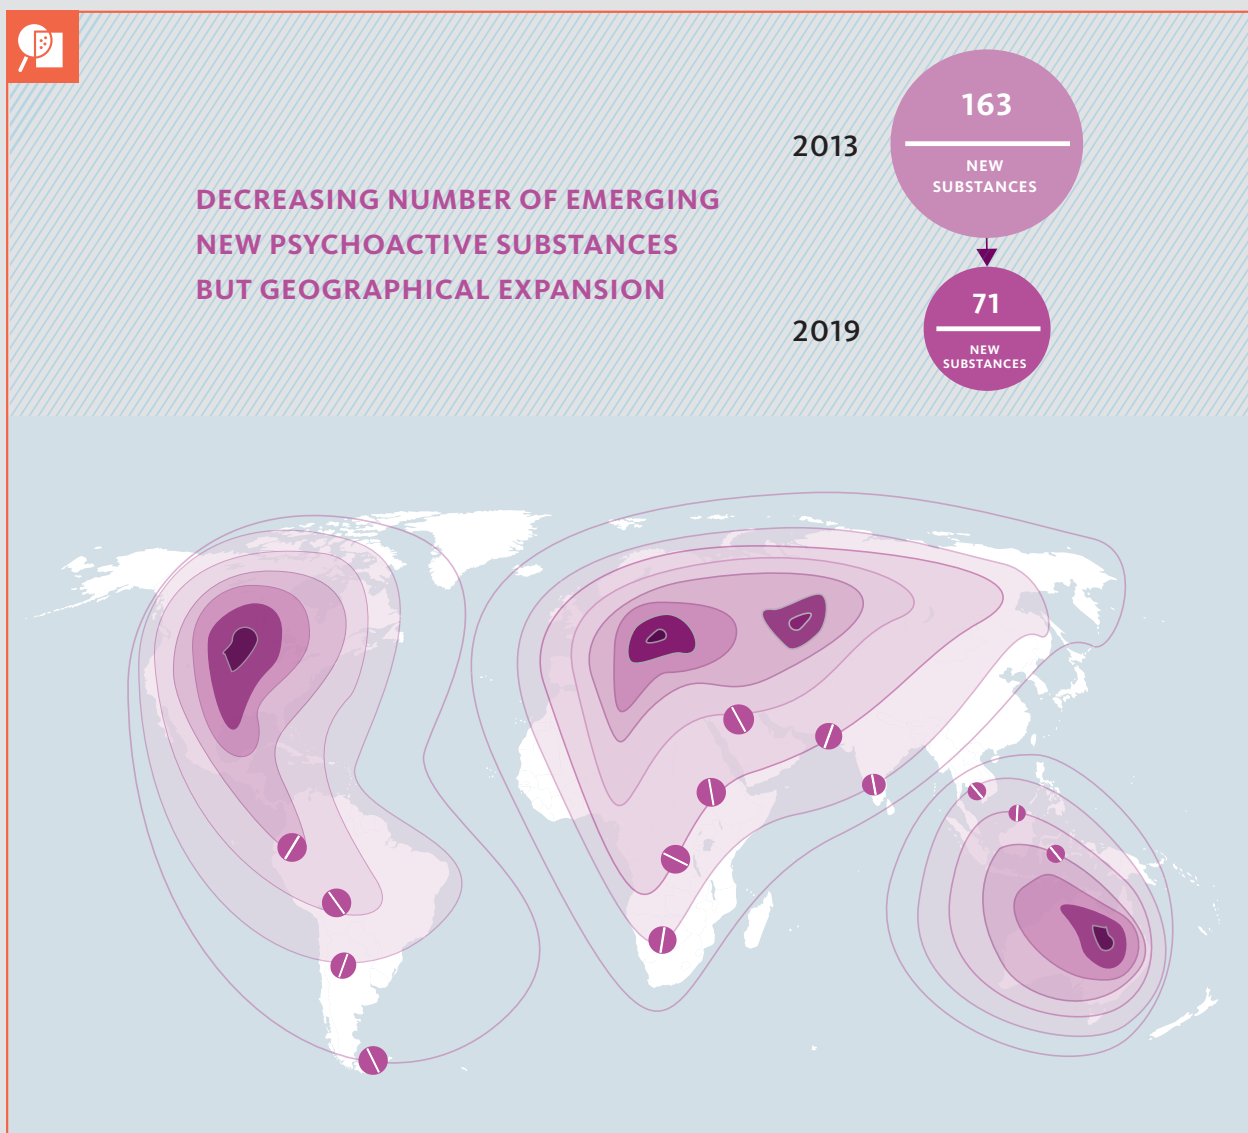 DECREASING NUMBER OF EMERGING
NEW PSYCHOACTIVE SUBSTANCES
BUT GEOGRAPHICAL EXPANSION
2013
163
NEW
SUBSTANCES
2019
71
NEW
SUBSTANCES